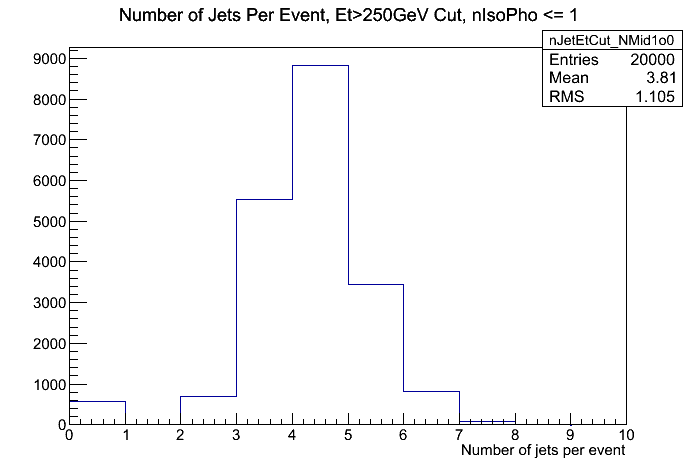 Number of Jets Per Event, Et>250GeV Cut, nIsoPho <= 1
nJetEtCut_NMid1o0
Entries 20000
Mean 3.81
RMS 1.105
9000
8000
7000
6000
5000
4000
3000
2000
1000
0
0 1 2 3 4 5 6 7 8 9 10
Number of jets per event